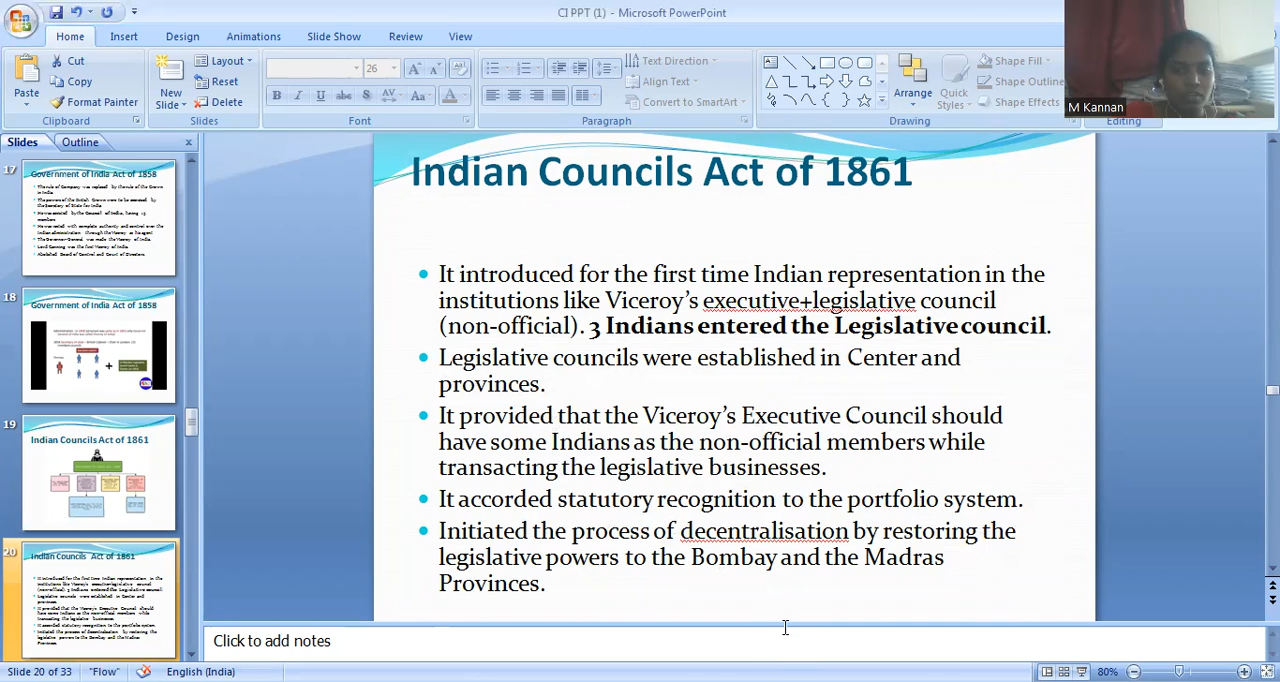 CI PPT (1) - Microsoft PowerPoint
Home Insert Design Animations Slide Show Review View
Paste
Cut
Copy
Format Painter
Clipboard
New Slide
Layout
Reset
Delete
Slides
26
B I U abc S AV Aa A
Font
Text Direction
Align Text
Convert to SmartArt
Paragraph
Arrange
Quick Styles
Shape Fill
Shape Outline
Shape Effects
Drawing
Editing
M Kannan
Slides Outline
17
Government of India Act of 1858
18
Government of India Act of 1858
19
Indian Councils Act of 1861
20
Indian Councils Act of 1861
Indian Councils Act of 1861
It introduced for the first time Indian representation in the
institutions like Viceroy's executive+legislative council
(non-official). 3 Indians entered the Legislative council.
Legislative councils were established in Center and
provinces.
It provided that the Viceroy's Executive Council should
have some Indians as the non-official members while
transacting the legislative businesses.
It accorded statutory recognition to the portfolio system.
Initiated the process of decentralisation by restoring the
legislative powers to the Bombay and the Madras
Provinces.
Click to add notes
Slide 20 of 33 "Flow" English (India) 80%